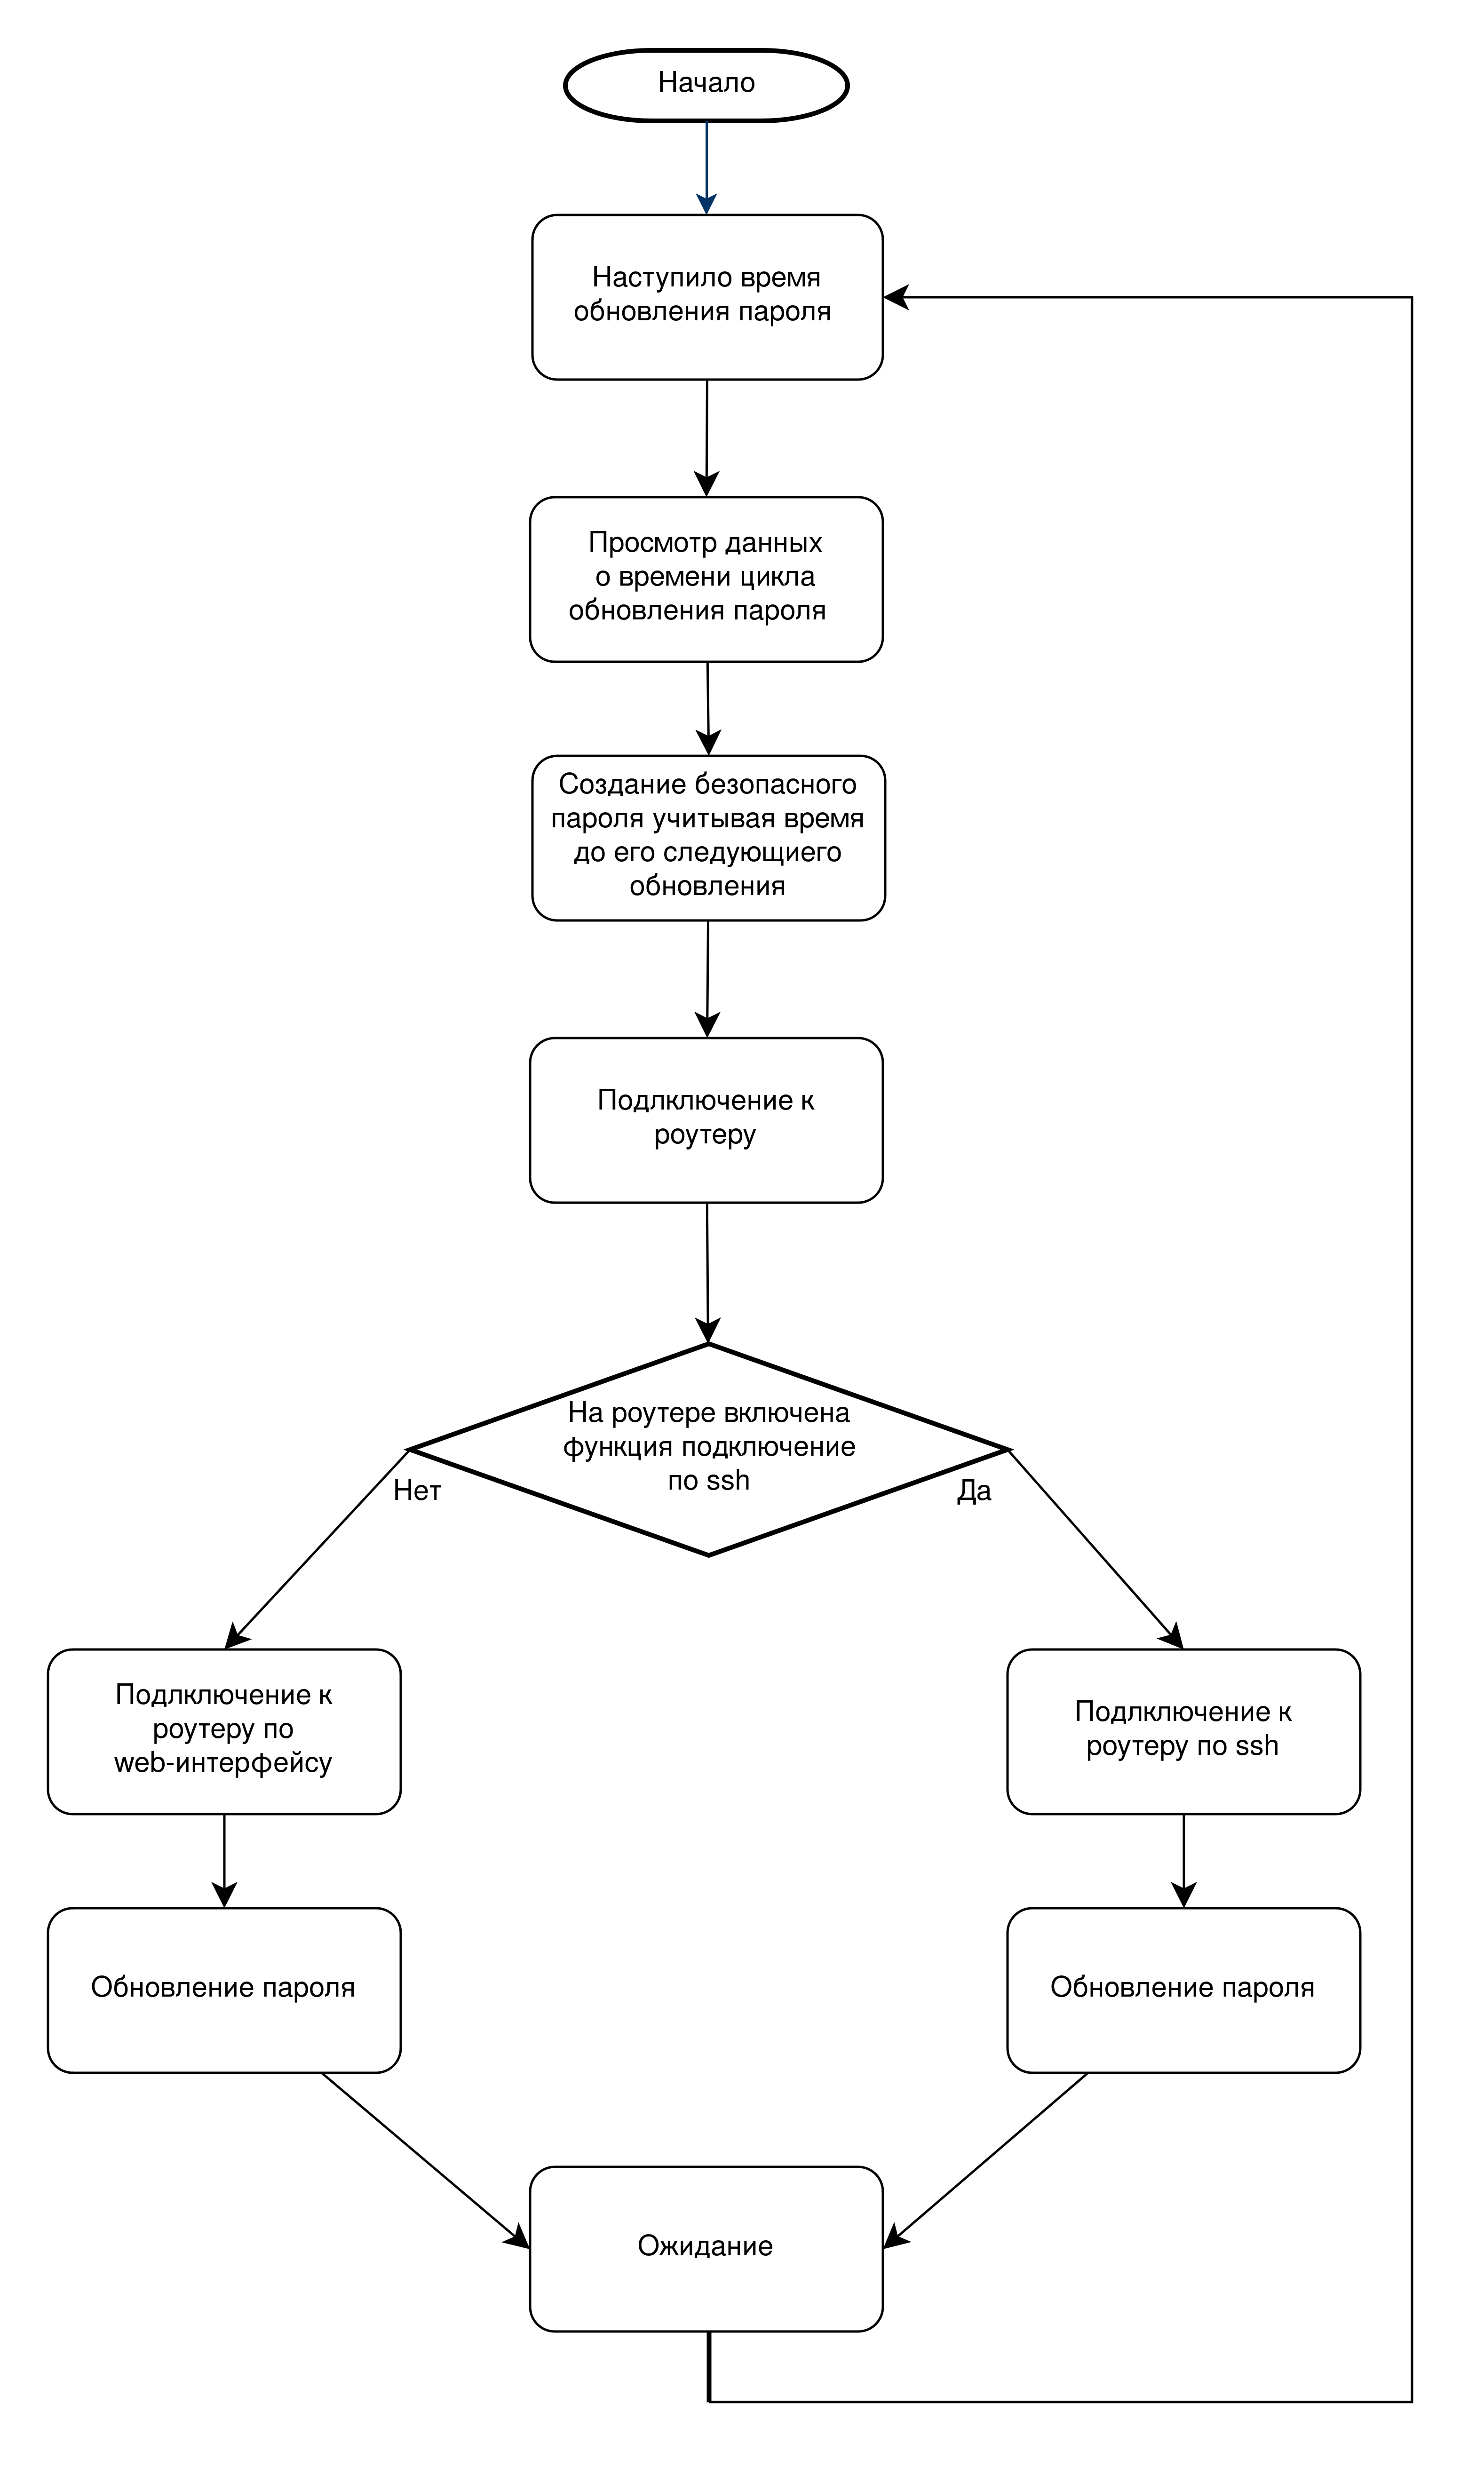 Начало
Наступило время
обновления пароля
Просмотр данных
о времени цикла
обновления пароля
Создание безопасного
пароля учитывая время
до его следующиего
обновления
Подлключение к
роутеру
На роутере включена
функция подключение
по ssh
Нет
Да
Подлключение к
роутеру по
web-интерфейсу
Подлключение к
роутеру по ssh
Обновление пароля
Обновление пароля
Ожидание